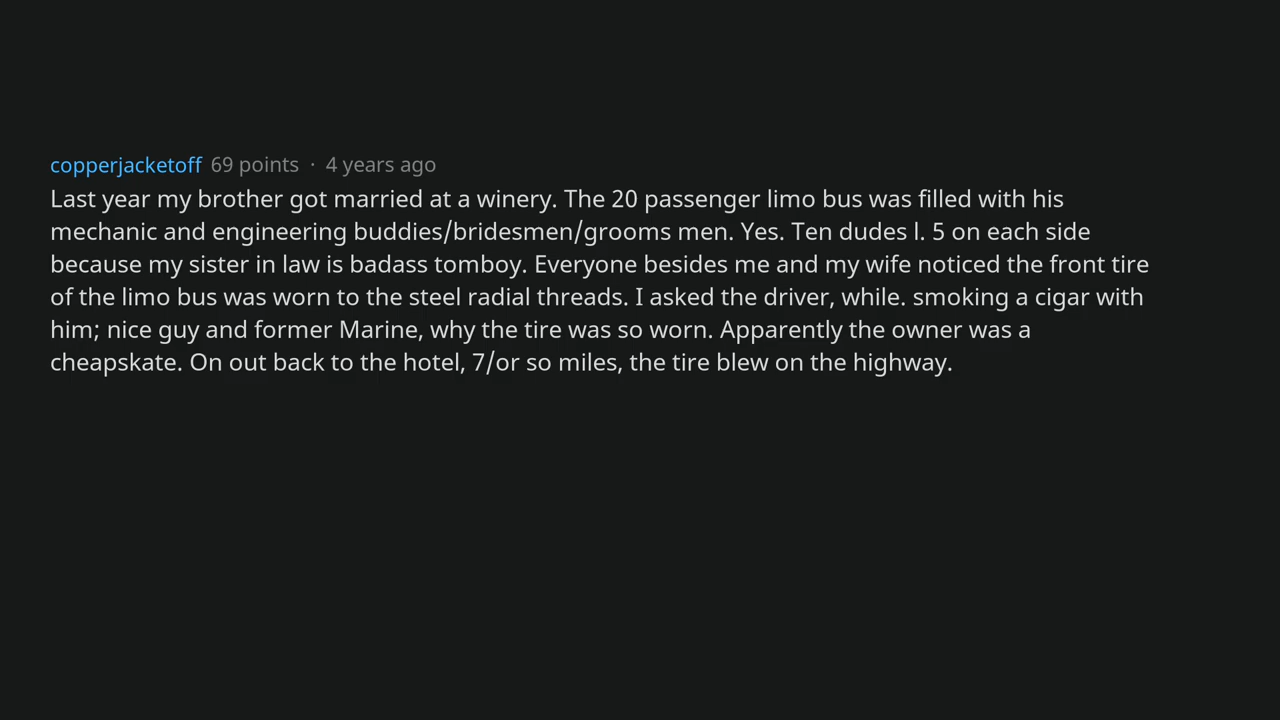 copperjacketoff 69 points · 4 years ago
Last year my brother got married at a winery. The 20 passenger limo bus was filled with his
mechanic and engineering buddies/bridesmen/grooms men. Yes. Ten dudes l. 5 on each side
because my sister in law is badass tomboy. Everyone besides me and my wife noticed the front tire
of the limo bus was worn to the steel radial threads. I asked the driver, while. smoking a cigar with
him; nice guy and former Marine, why the tire was so worn. Apparently the owner was a
cheapskate. On out back to the hotel, 7/or so miles, the tire blew on the highway.